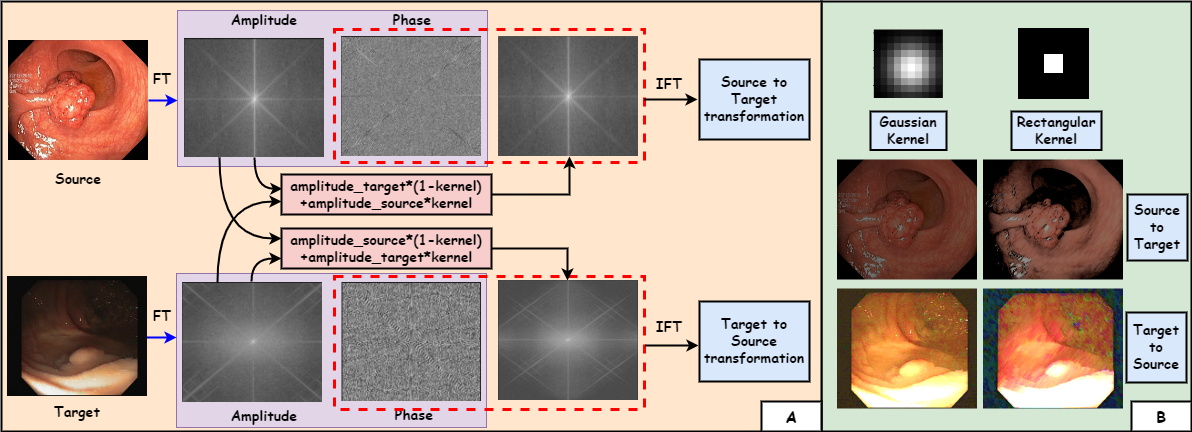 Amplitude
Phase
FT
IFT
Source to
Target
transformation
Source
amplitude_target*(1-kernel)
+amplitude_source*kernel
amplitude_source*(1-kernel)
+amplitude_target*kernel
FT
IFT
Target to
Source
transformation
Target
Amplitude
Phase
A
Gaussian
Kernel
Rectangular
Kernel
Source
to
Target
Target
to
Source
B